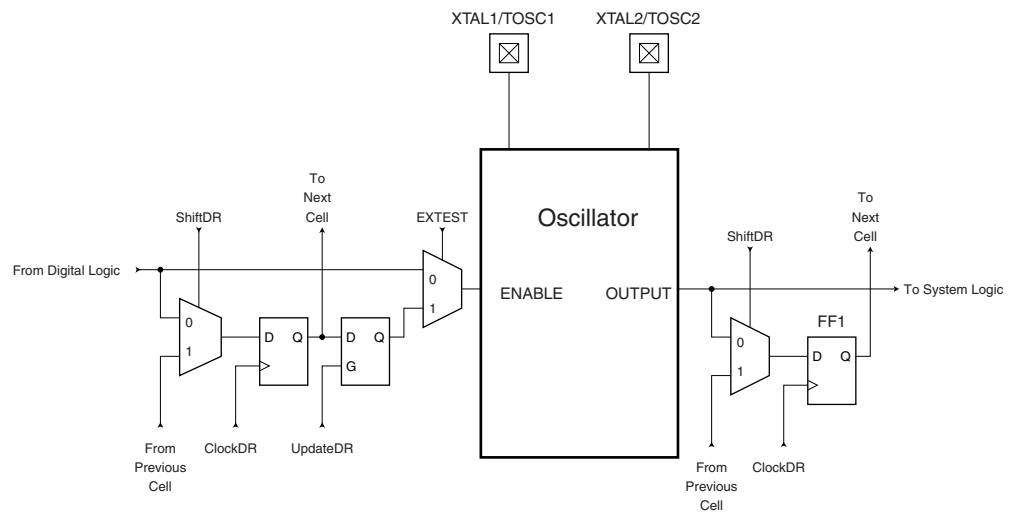 XTAL1/TOSC1
XTAL2/TOSC2
To
Next
Cell
ShiftDR
EXTEST
From Digital Logic
0
1
0
1
D Q
D Q
G
From
Previous
Cell
ClockDR
UpdateDR
Oscillator
ENABLE
OUTPUT
To
Next
Cell
ShiftDR
To System Logic
FF1
0
1
D Q
From
Previous
Cell
ClockDR